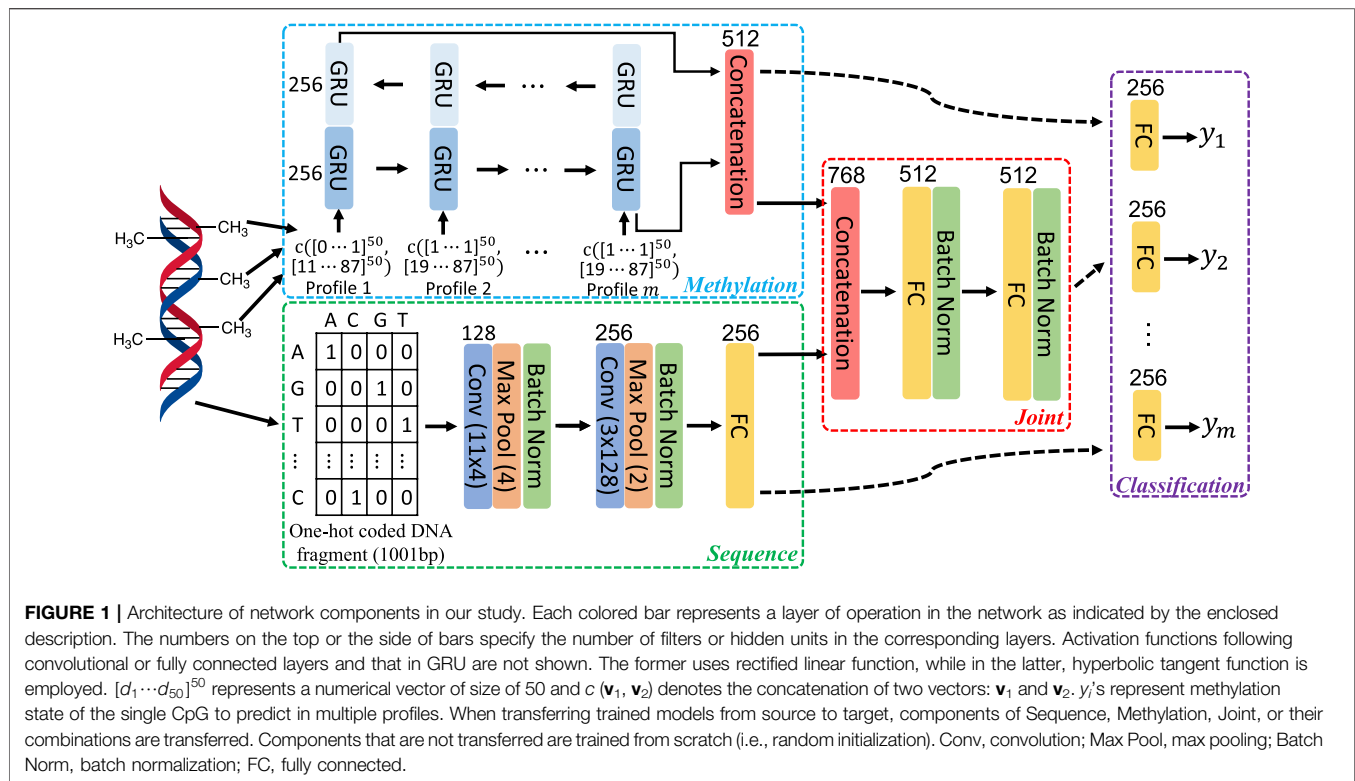 512
Concatenation
256
GRU
GRU
...
GRU
256
GRU
GRU
...
GRU
c([0 ⋯ 1]⁵⁰,
[11 ⋯ 87]⁵⁰)
Profile 1
c([1 ⋯ 1]⁵⁰,
[19 ⋯ 87]⁵⁰)
Profile 2
...
c([1 ⋯ 1]⁵⁰,
[19 ⋯ 87]⁵⁰)
Profile m
Methylation
H₃C
CH₃
CH₃
H₃C
CH₃
A C G T
A 1 0 0 0
G 0 0 1 0
T 0 0 0 1
⋮ ⋮ ⋮ ⋮ ⋮
C 0 1 0 0
One-hot coded DNA
fragment (1001bp)
128
Conv (11x4)
Max Pool (4)
Batch Norm
256
Conv (3x128)
Max Pool (2)
Batch Norm
256
FC
Sequence
768
Concatenation
512
FC
Batch Norm
512
FC
Batch Norm
Joint
256
FC
y₁
256
FC
y₂
⋮
256
FC
yₘ
Classification
FIGURE 1 | Architecture of network components in our study. Each colored bar represents a layer of operation in the network as indicated by the enclosed
description. The numbers on the top or the side of bars specify the number of filters or hidden units in the corresponding layers. Activation functions following
convolutional or fully connected layers and that in GRU are not shown. The former uses rectified linear function, while in the latter, hyperbolic tangent function is
employed. [d₁⋯d₅₀]⁵⁰ represents a numerical vector of size of 50 and c (v₁, v₂) denotes the concatenation of two vectors: v₁ and v₂. yᵢ's represent methylation
state of the single CpG to predict in multiple profiles. When transferring trained models from source to target, components of Sequence, Methylation, Joint, or their
combinations are transferred. Components that are not transferred are trained from scratch (i.e., random initialization). Conv, convolution; Max Pool, max pooling; Batch
Norm, batch normalization; FC, fully connected.